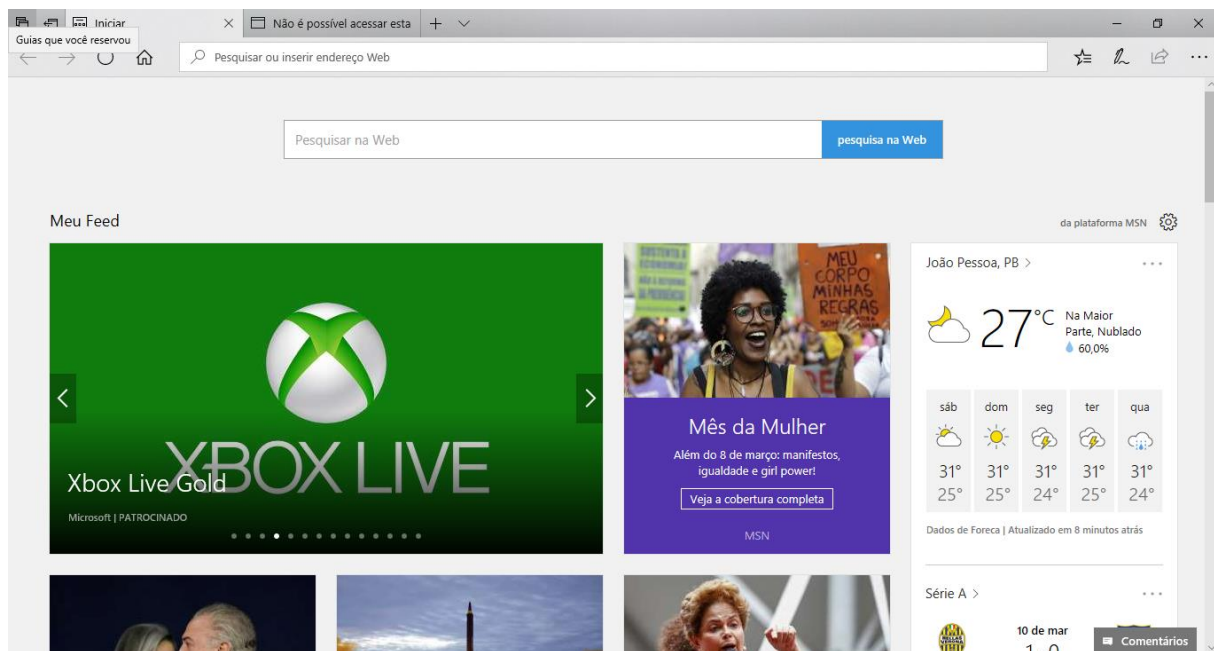 Iniciar
Não é possível acessar esta
Guias que você reservou
Pesquisar ou inserir endereço Web
Pesquisar na Web
pesquisa na Web
Meu Feed
da plataforma MSN
XBOX LIVE
Xbox Live Gold
Microsoft | PATROCINADO
MEU
CORPO
MINHAS
REGRAS
Mês da Mulher
Além do 8 de março: manifestos,
igualdade e girl power!
Veja a cobertura completa
MSN
João Pessoa, PB >
27°C
Na Maior
Parte, Nublado
60,0%
sáb dom seg ter qua
31° 31° 31° 31° 31°
25° 25° 24° 25° 24°
Dados de Foreca | Atualizado em 8 minutos atrás
Série A >
10 de mar
Comentários